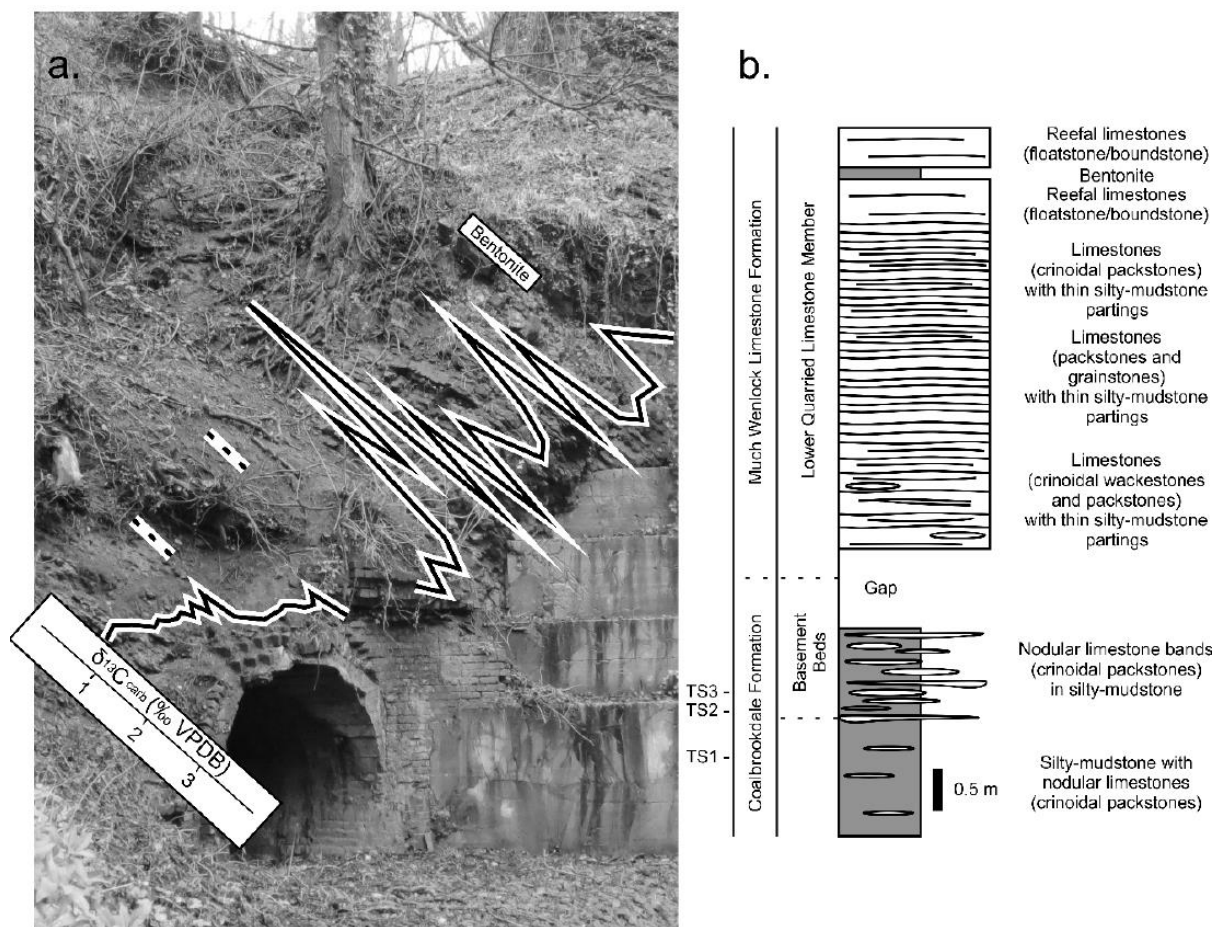 a.
Bentonite
δ13Ccarb (‰ VPDB)
1
2
3
b.
Much Wenlock Limestone Formation
Coalbrookdale Formation
Lower Quarried Limestone Member
Basement
Beds
TS3
TS2
TS1
Gap
0.5 m
Reefal limestones
(floatstone/boundstone)
Bentonite
Reefal limestones
(floatstone/boundstone)
Limestones
(crinoidal packstones)
with thin silty-mudstone
partings
Limestones
(packstones and
grainstones)
with thin silty-mudstone
partings
Limestones
(crinoidal wackestones
and packstones)
with thin silty-mudstone
partings
Nodular limestone bands
(crinoidal packstones)
in silty-mudstone
Silty-mudstone with
nodular limestones
(crinoidal packstones)